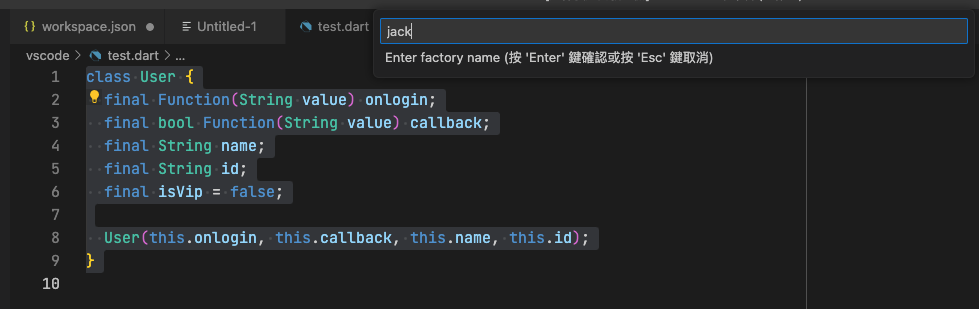 {} workspace.json
Untitled-1
test.dart
jack
Enter factory name (按 'Enter' 鍵確認或按 'Esc' 鍵取消)
vscode > test.dart > ...
1 class User {
2 final Function(String value) onlogin;
3 final bool Function(String value) callback;
4 final String name;
5 final String id;
6 final isVip = false;
7
8 User(this.onlogin, this.callback, this.name, this.id);
9 }
10